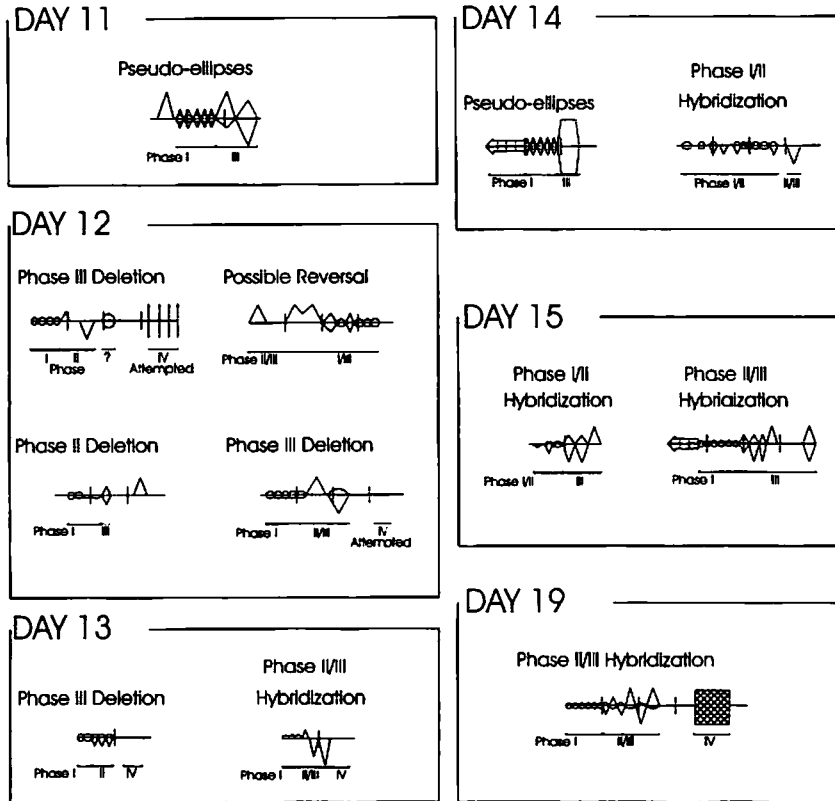 DAY 11
Pseudo-ellipses
Phase I III
DAY 12
Phase III Deletion
I II ? IV
Phase Attempted
Possible Reversal
Phase II/III I/III
Phase II Deletion
Phase I III
Phase III Deletion
Phase I II/III IV
Attempted
DAY 13
Phase III Deletion
Phase I II IV
Phase II/III
Hybridization
Phase I II/III IV
DAY 14
Pseudo-ellipses
Phase I III
Phase I/II
Hybridization
Phase I/II II/III
DAY 15
Phase I/II
Hybridization
Phase I/II III
Phase II/III
Hybriaization
Phase I III
DAY 19
Phase II/III Hybridization
Phase I II/III IV